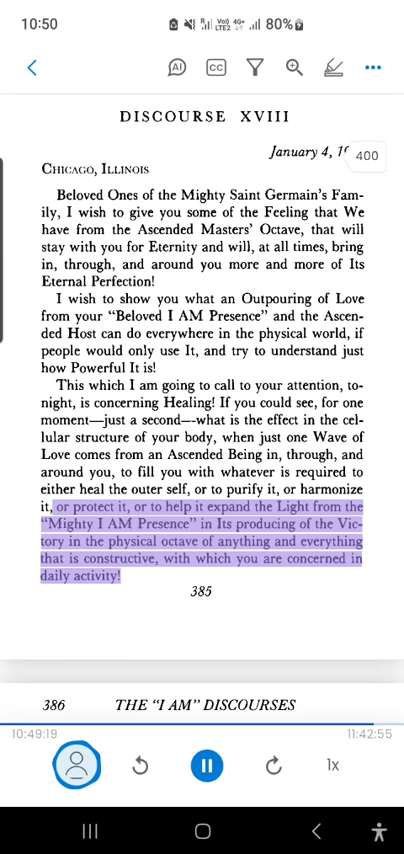 10:50
VoI)
LTE2
4G+
80%
AI
CC
DISCOURSE XVIII
January 4, 1
400
CHICAGO, ILLINOIS
Beloved Ones of the Mighty Saint Germain's Fam-
ily, I wish to give you some of the Feeling that We
have from the Ascended Masters' Octave, that will
stay with you for Eternity and will, at all times, bring
in, through, and around you more and more of Its
Eternal Perfection!
I wish to show you what an Outpouring of Love
from your "Beloved I AM Presence" and the Ascen-
ded Host can do everywhere in the physical world, if
people would only use It, and try to understand just
how Powerful It is!
This which I am going to call to your attention, to-
night, is concerning Healing! If you could see, for one
moment—just a second—what is the effect in the cel-
lular structure of your body, when just one Wave of
Love comes from an Ascended Being in, through, and
around you, to fill you with whatever is required to
either heal the outer self, or to purify it, or harmonize
it, or protect it, or to help it expand the Light from the
"Mighty I AM Presence" in Its producing of the Vic-
tory in the physical octave of anything and everything
that is constructive, with which you are concerned in
daily activity!
385
386 THE "I AM" DISCOURSES
10:49:19 11:42:55
1x